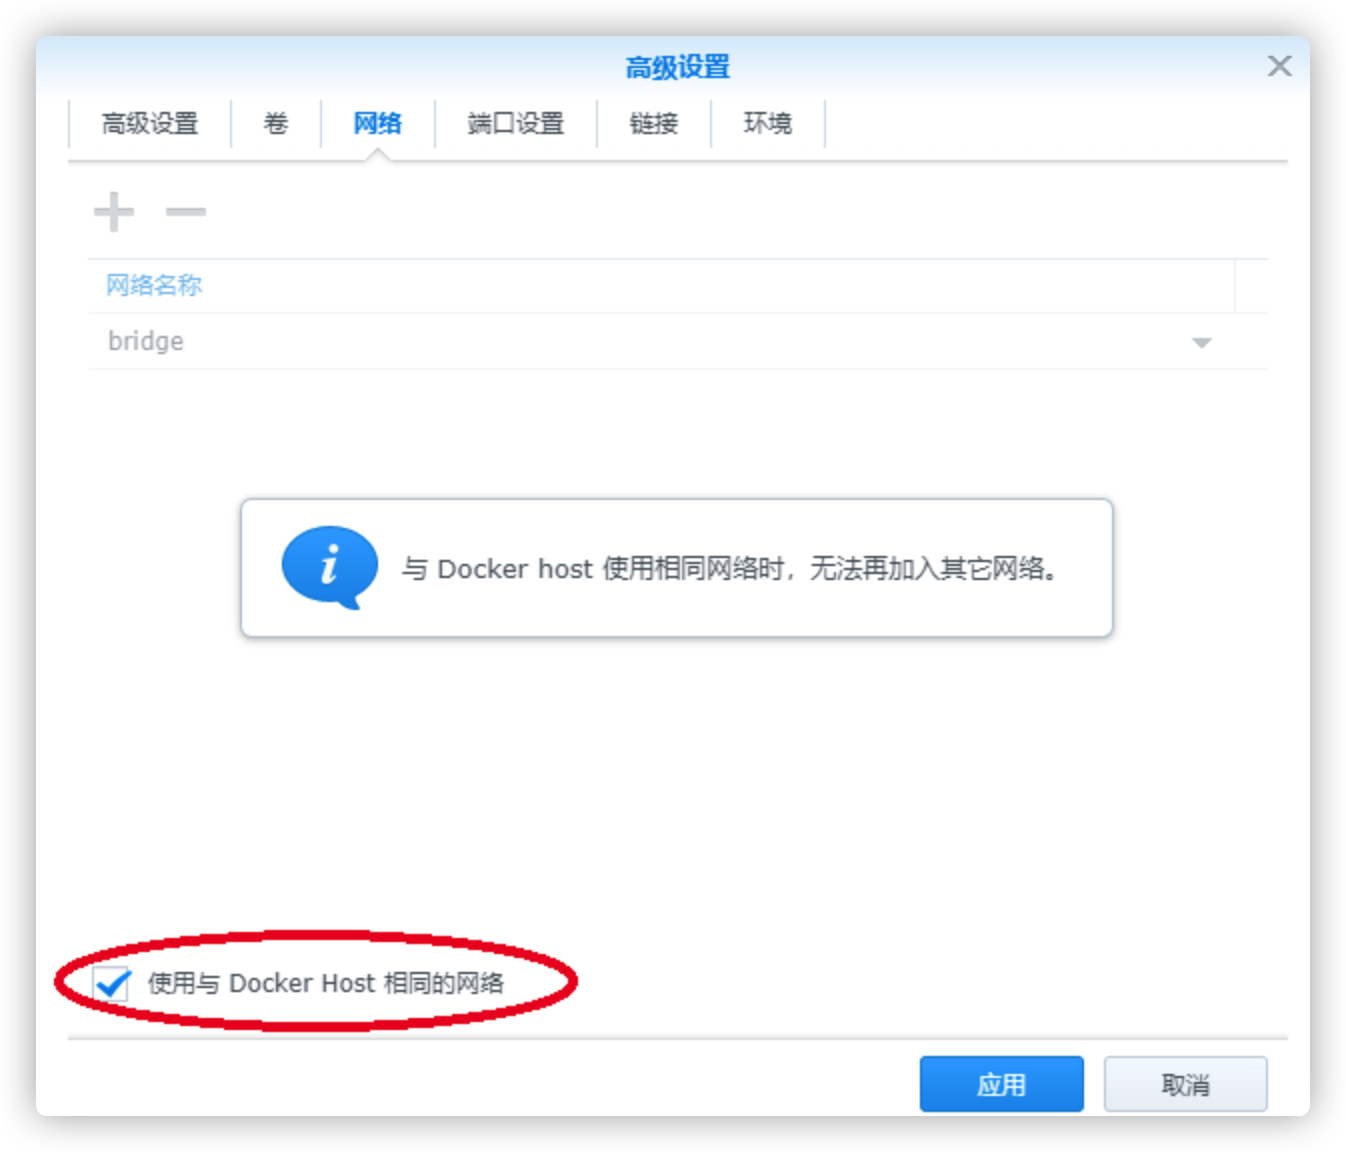 高级设置
高级设置 卷 网络 端口设置 链接 环境
网络名称
bridge
与 Docker host 使用相同网络时，无法再加入其它网络。
使用与 Docker Host 相同的网络
应用 取消